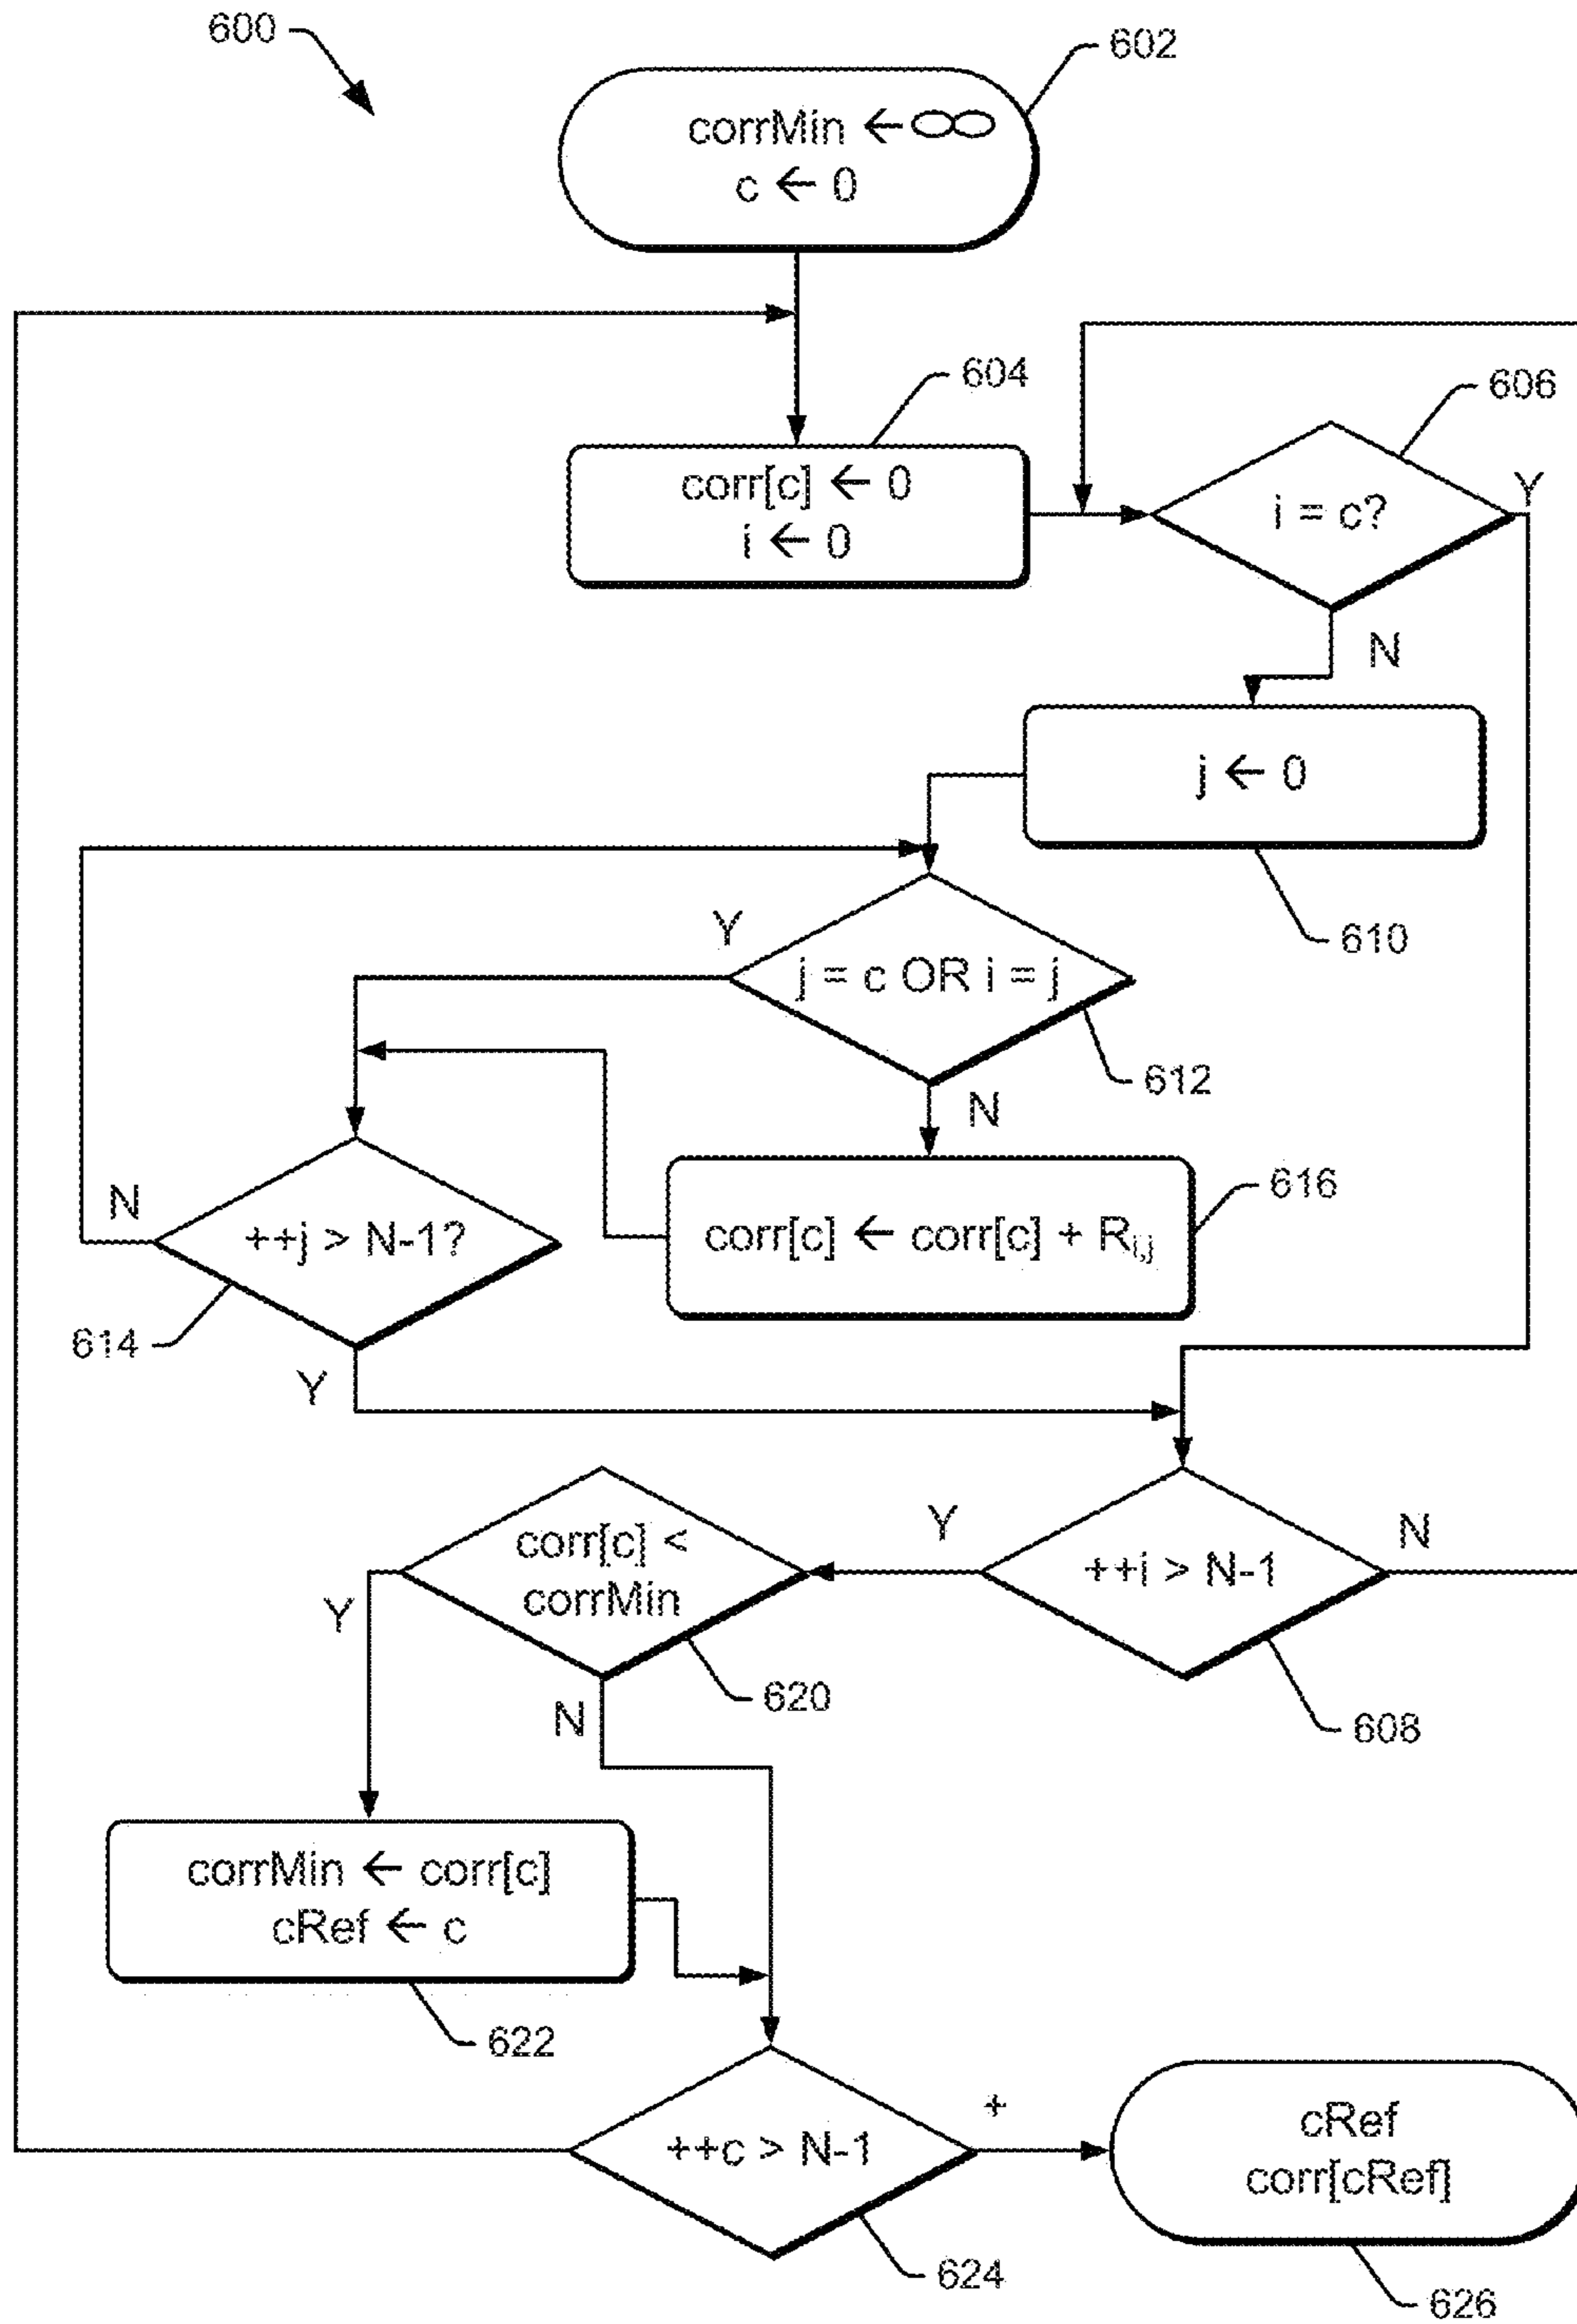 600
602
corrMin ← ∞
c ← 0
604
606
corr[c] ← 0
i ← 0
i = c?
Y
N
j ← 0
610
Y
j = c OR i = j
612
N
616
N
++j > N-1?
corr[c] ← corr[c] + Ri,j
614
Y
Y
N
corr[c] <
corrMin
++i > N-1
Y
620
N
608
corrMin ← corr[c]
cRef ← c
622
+
++c > N-1
cRef
corr[cRef]
624
626